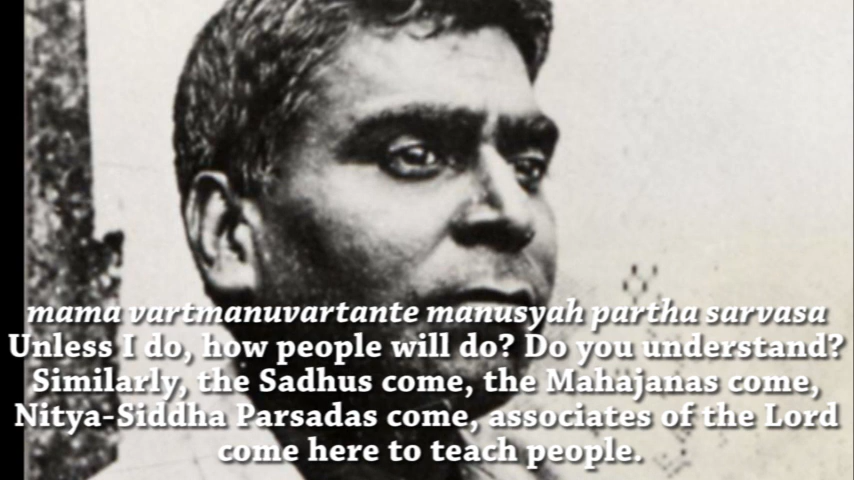 mama vartmanuvartante manusyah partha sarvasa
Unless I do, how people will do? Do you understand?
Similarly, the Sadhus come, the Mahajanas come,
Nitya-Siddha Parsadas come, associates of the Lord
come here to teach people.